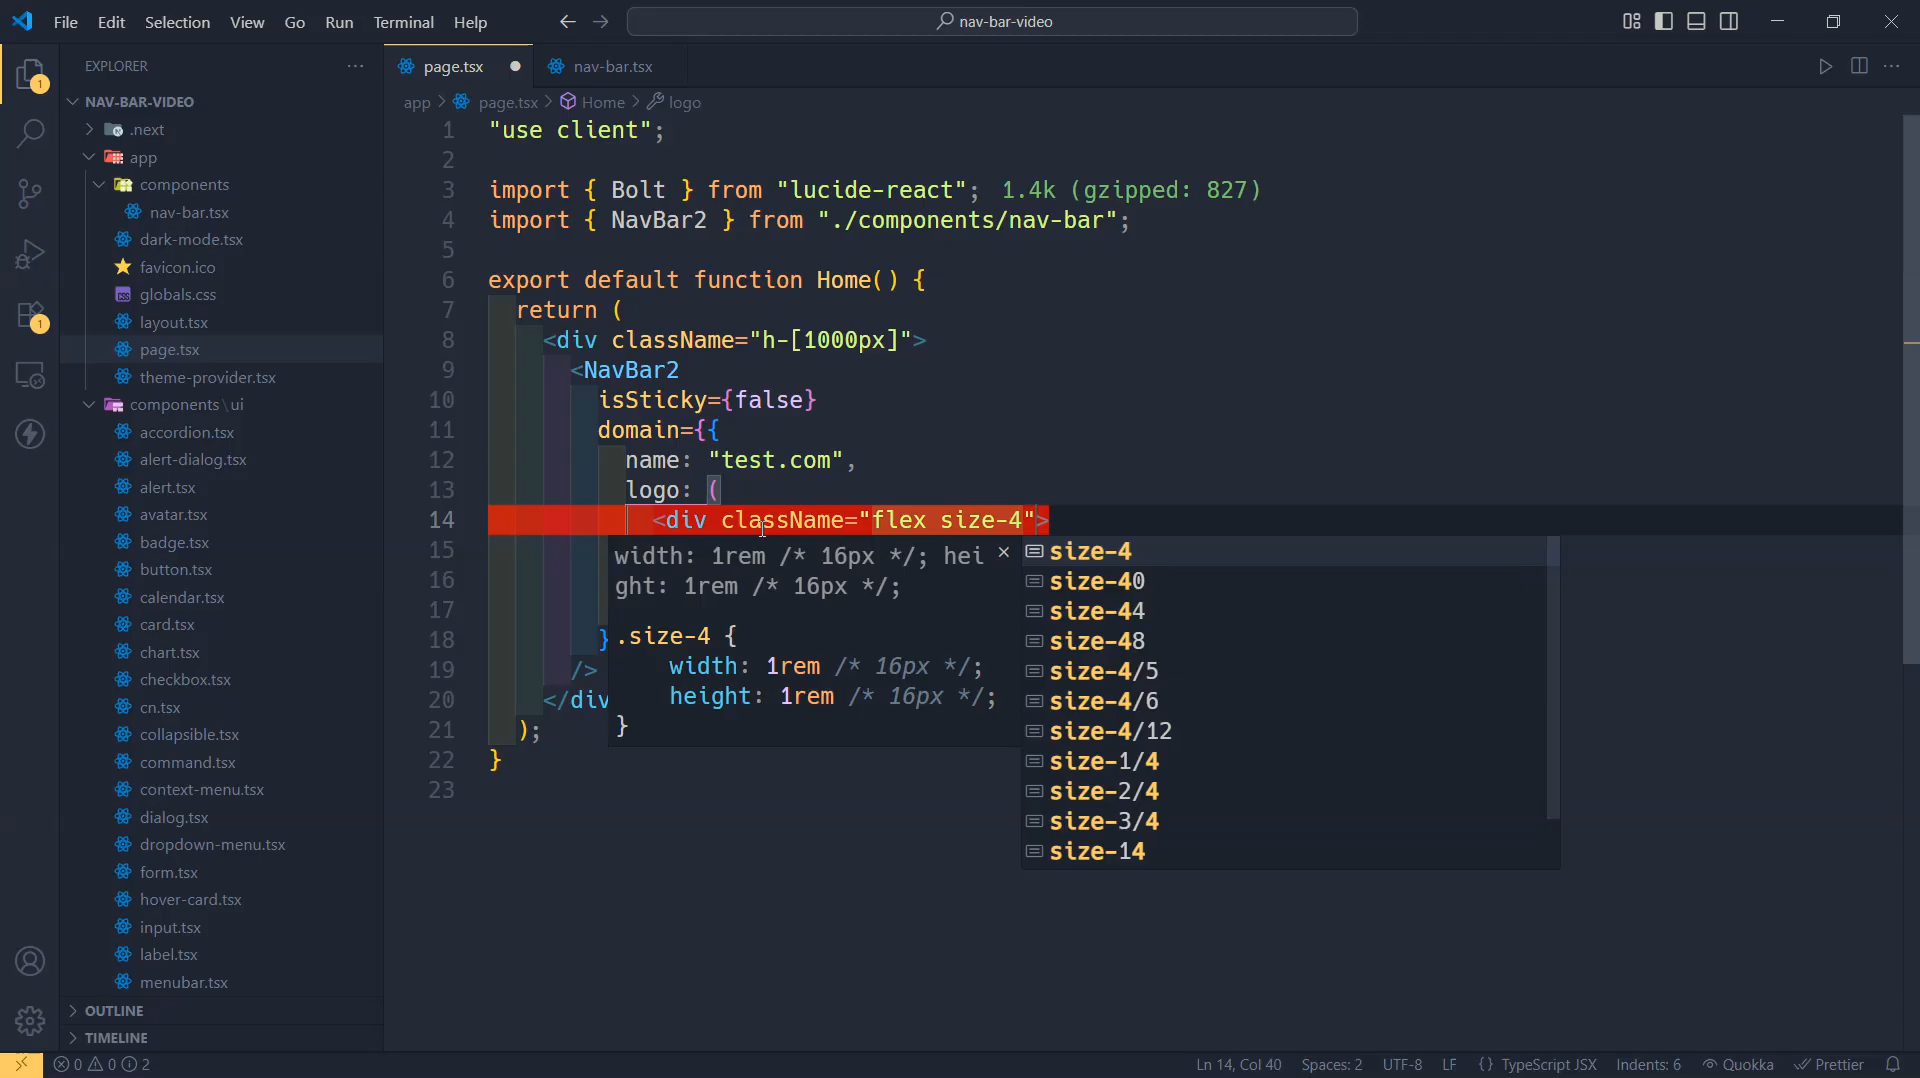 File Edit Selection View Go Run Terminal Help
nav-bar-video
EXPLORER
NAV-BAR-VIDEO
.next
app
components
nav-bar.tsx
dark-mode.tsx
favicon.ico
globals.css
layout.tsx
page.tsx
theme-provider.tsx
components\ui
accordion.tsx
alert-dialog.tsx
alert.tsx
avatar.tsx
badge.tsx
button.tsx
calendar.tsx
card.tsx
chart.tsx
checkbox.tsx
cn.tsx
collapsible.tsx
command.tsx
context-menu.tsx
dialog.tsx
dropdown-menu.tsx
form.tsx
hover-card.tsx
input.tsx
label.tsx
menubar.tsx
OUTLINE
TIMELINE
1
1
page.tsx nav-bar.tsx
app > page.tsx > Home > logo
1 "use client";
2
3 import { Bolt } from "lucide-react"; 1.4k (gzipped: 827)
4 import { NavBar2 } from "./components/nav-bar";
5
6 export default function Home() {
7 return (
8 <div className="h-[1000px]">
9 <NavBar2
10 isSticky={false}
11 domain={{
12 name: "test.com",
13 logo: (
14 <div className="flex size-4">
15
16
17
18 }
19 />
20 </div
21 );
22 }
23
width: 1rem /* 16px */; hei
ght: 1rem /* 16px */;
.size-4 {
width: 1rem /* 16px */;
height: 1rem /* 16px */;
}
size-4
size-40
size-44
size-48
size-4/5
size-4/6
size-4/12
size-1/4
size-2/4
size-3/4
size-14
0 0 2
Ln 14, Col 40 Spaces: 2 UTF-8 LF {} TypeScript JSX Indents: 6 Quokka Prettier